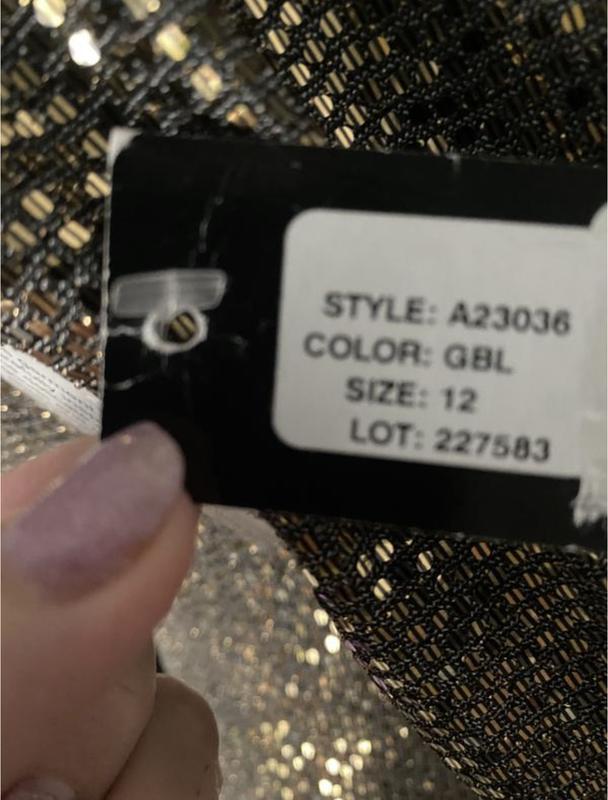 STYLE: A23036
COLOR: GBL
SIZE: 12
LOT: 227583